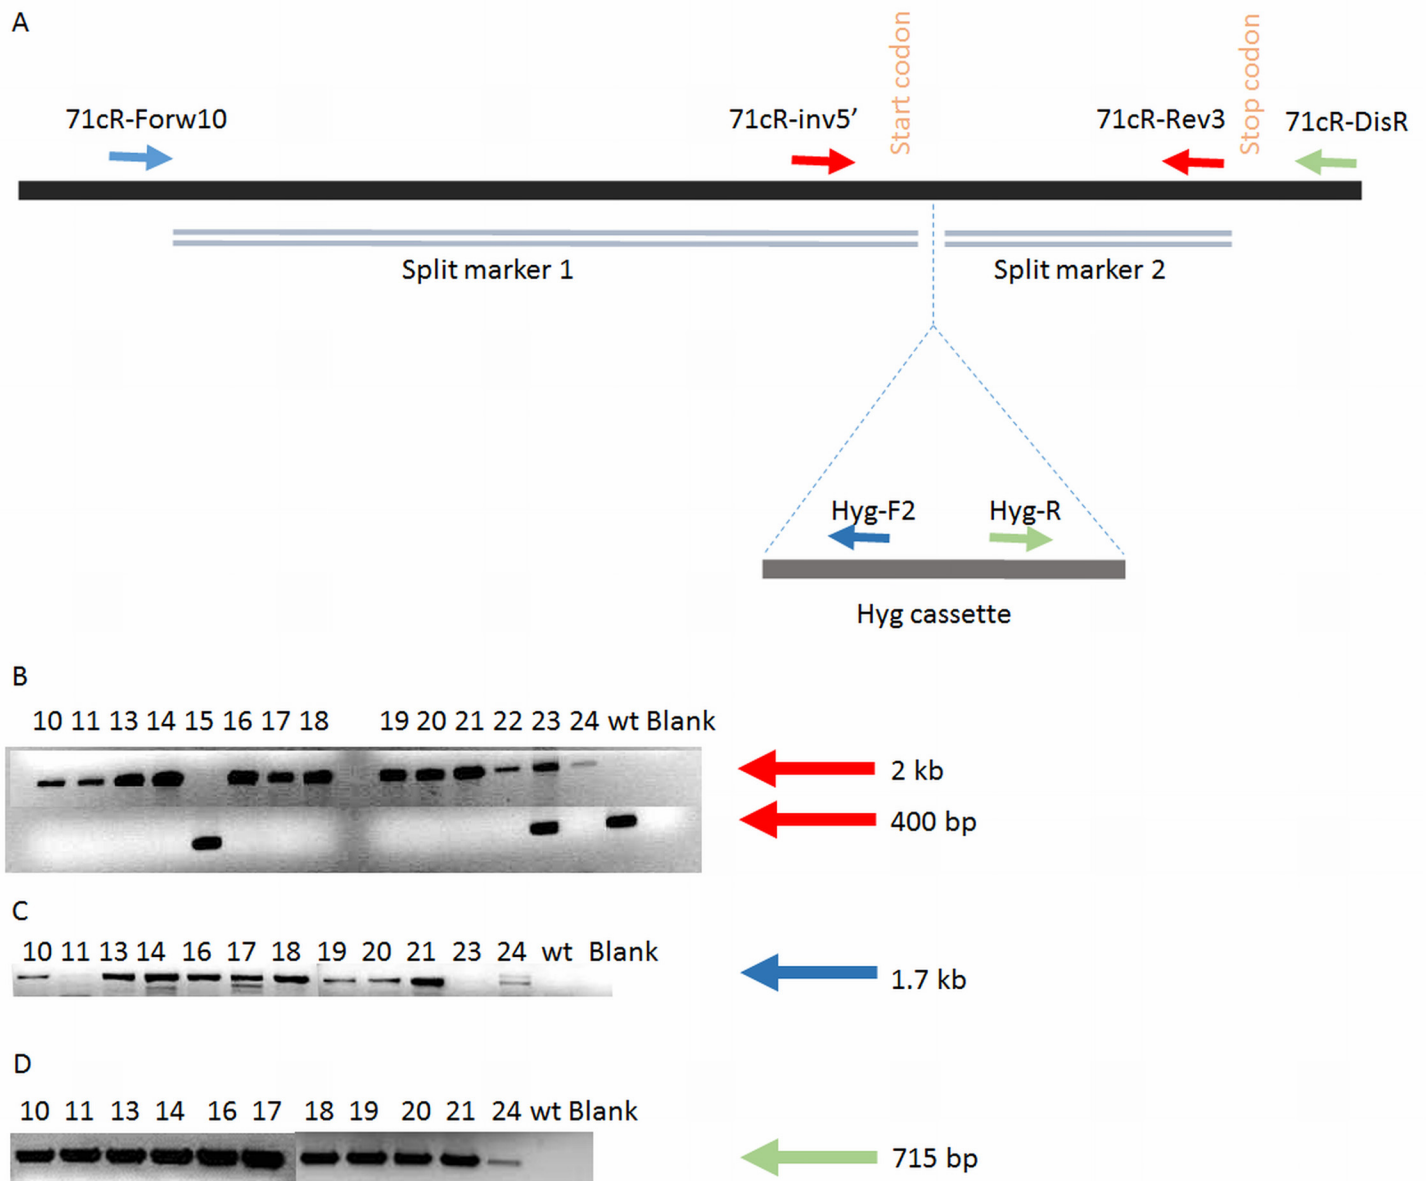 A
Start codon
Stop codon
71cR-Forw10
71cR-inv5’
71cR-Rev3
71cR-DisR
Split marker 1
Split marker 2
Hyg-F2
Hyg-R
Hyg cassette
B
10 11 13 14 15 16 17 18 19 20 21 22 23 24 wt Blank
2 kb
400 bp
C
10 11 13 14 16 17 18 19 20 21 23 24 wt Blank
1.7 kb
D
10 11 13 14 16 17 18 19 20 21 24 wt Blank
715 bp